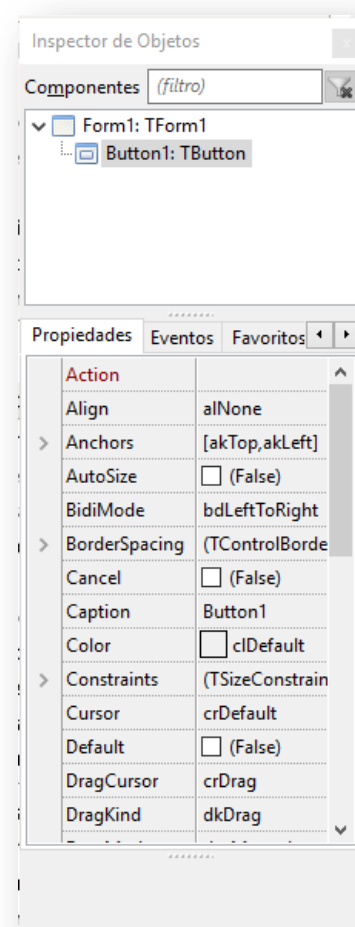 Inspector de Objetos
Componentes (filtro)
Form1: TForm1
Button1: TButton
Propiedades Eventos Favoritos
Action
Align alNone
Anchors [akTop,akLeft]
AutoSize (False)
BidiMode bdLeftToRight
BorderSpacing (TControlBorde
Cancel (False)
Caption Button1
Color clDefault
Constraints (TSizeConstrain
Cursor crDefault
Default (False)
DragCursor crDrag
DragKind dkDrag